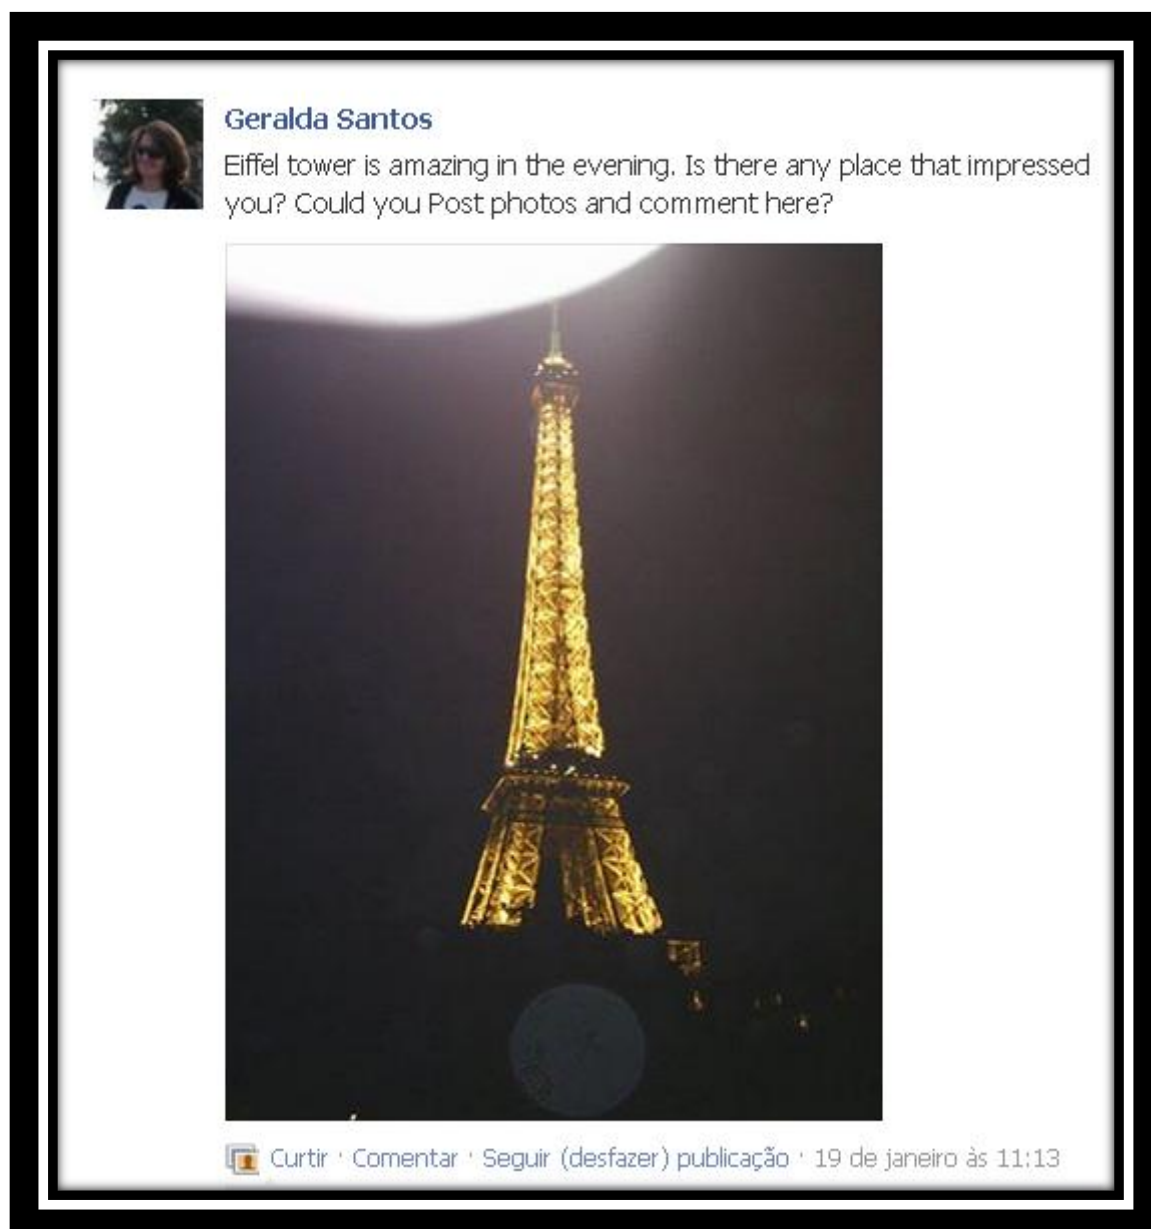 Geralda Santos
Eiffel tower is amazing in the evening. Is there any place that impressed
you? Could you Post photos and comment here?
Curtir · Comentar · Seguir (desfazer) publicação · 19 de janeiro às 11:13